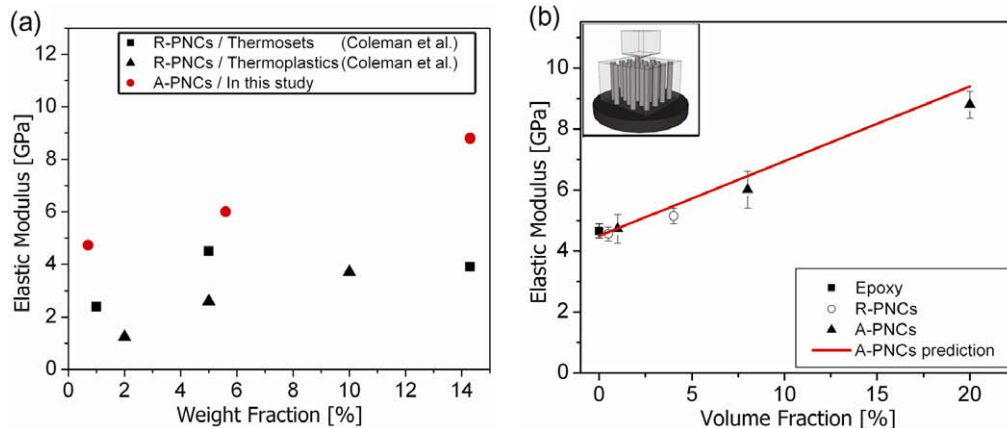 (a)
R-PNCs / Thermosets (Coleman et al.)
R-PNCs / Thermoplastics (Coleman et al.)
A-PNCs / In this study
Elastic Modulus [GPa]
12
10
8
6
4
2
0
0 2 4 6 8 10 12 14
Weight Fraction [%]
(b)
Elastic Modulus [GPa]
10
8
6
4
2
0
Epoxy
R-PNCs
A-PNCs
A-PNCs prediction
0 5 10 15 20
Volume Fraction [%]